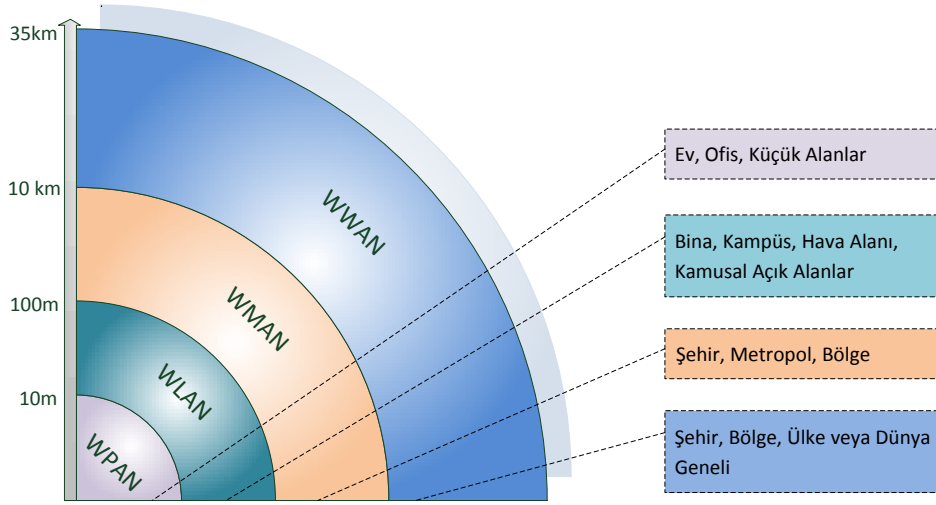 35km
10 km
100m
10m
WWAN
WMAN
WLAN
WPAN
Ev, Ofis, Küçük Alanlar
Bina, Kampüs, Hava Alanı,
Kamusal Açık Alanlar
Şehir, Metropol, Bölge
Şehir, Bölge, Ülke veya Dünya
Geneli